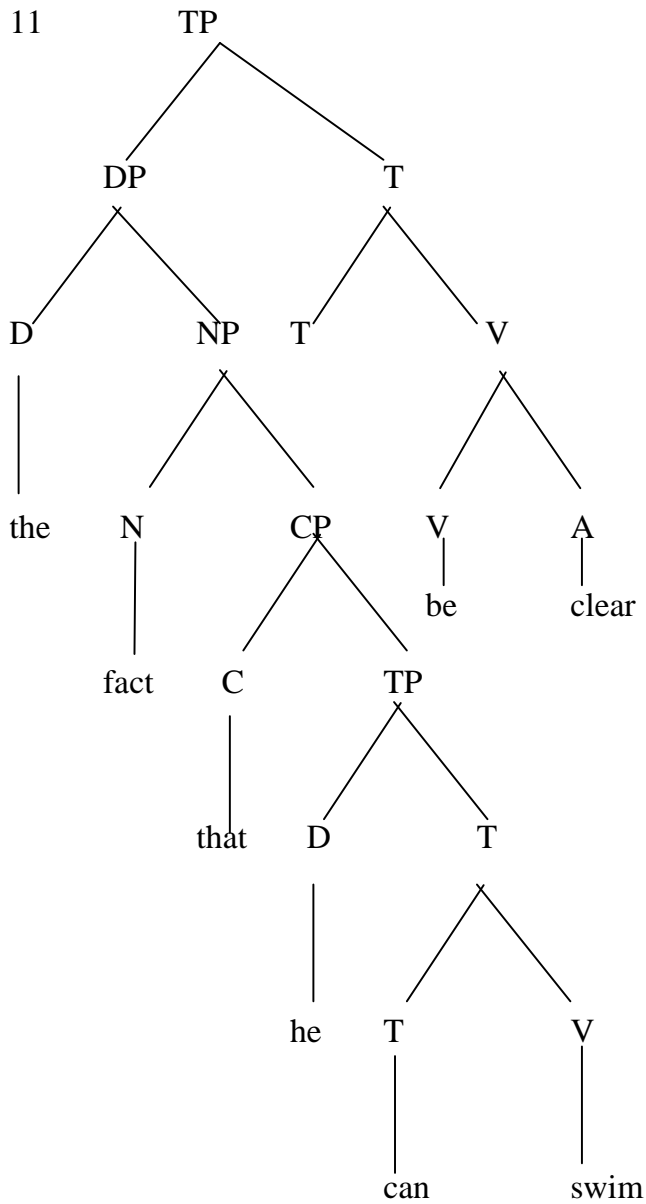 11 TP
DP T
D NP T V
the N CP V A
be clear
fact C TP
that D T
he T V
can swim